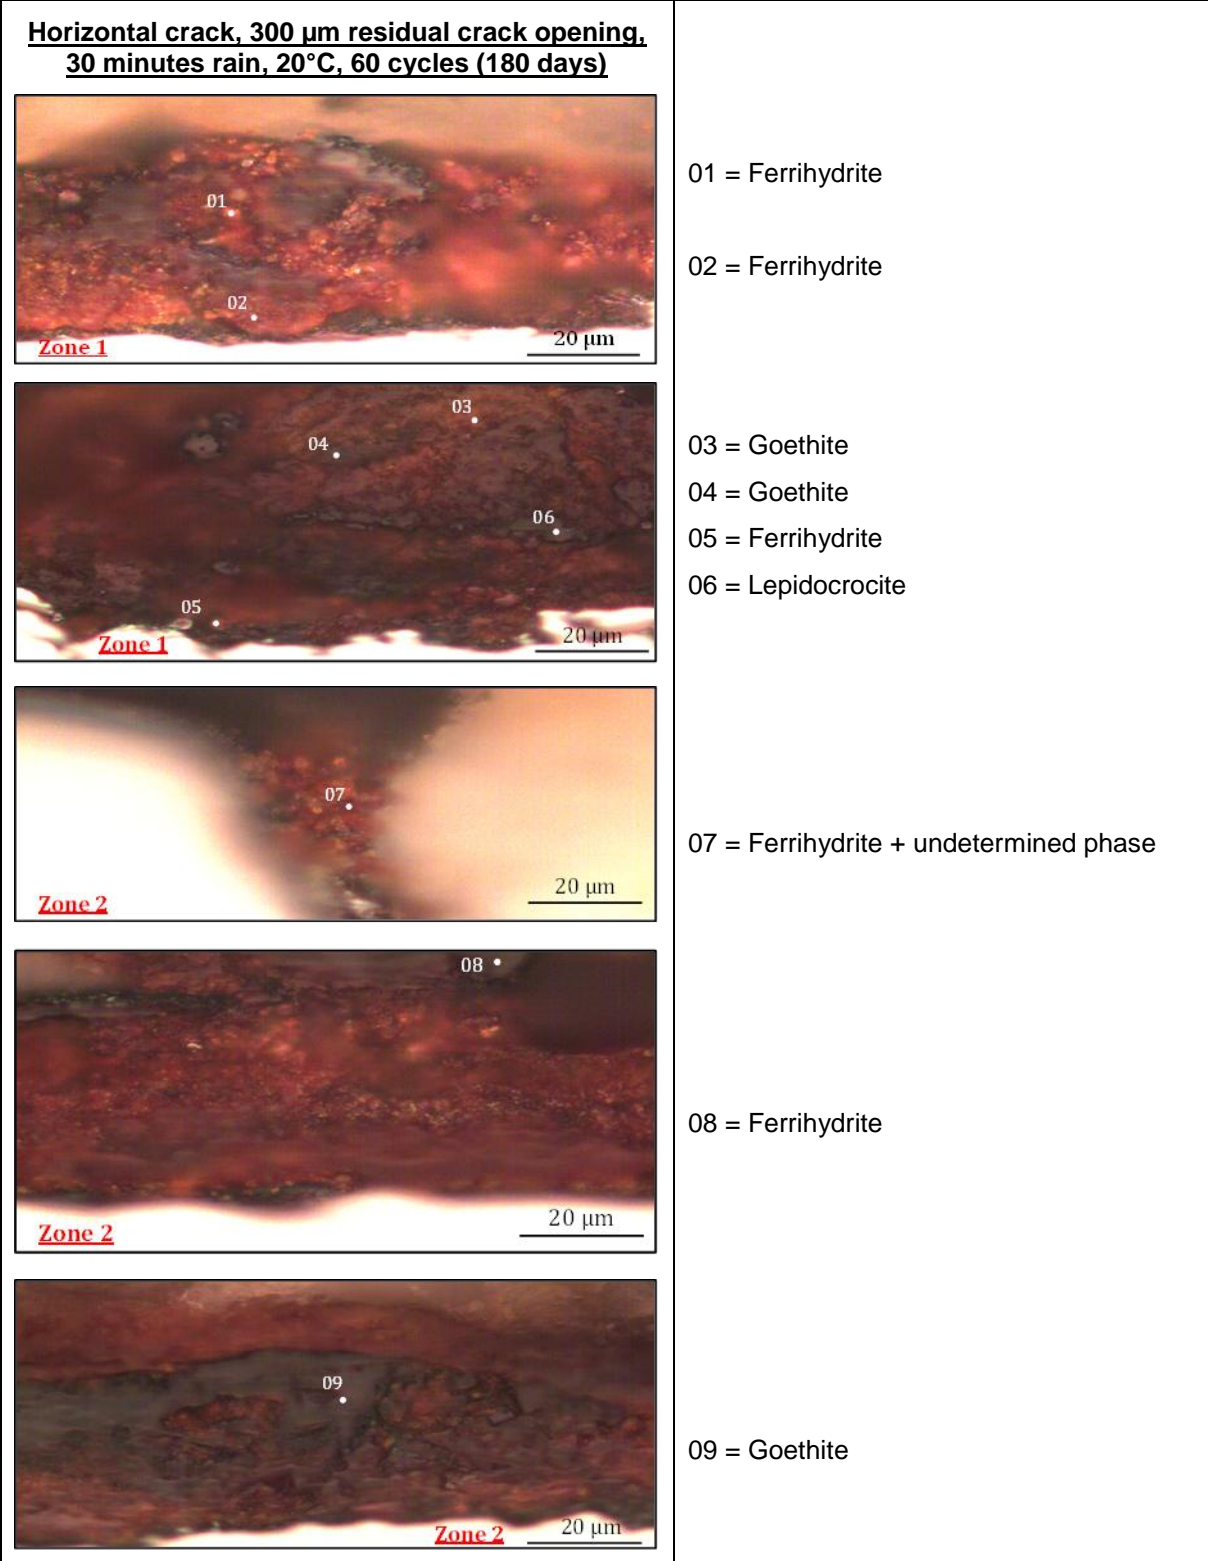 Horizontal crack, 300 µm residual crack opening,
30 minutes rain, 20°C, 60 cycles (180 days)
01
02
Zone 1
20 µm
01 = Ferrihydrite
02 = Ferrihydrite
03
04
06
05
Zone 1
20 µm
03 = Goethite
04 = Goethite
05 = Ferrihydrite
06 = Lepidocrocite
07
Zone 2
20 µm
07 = Ferrihydrite + undetermined phase
08
Zone 2
20 µm
08 = Ferrihydrite
09
Zone 2
20 µm
09 = Goethite